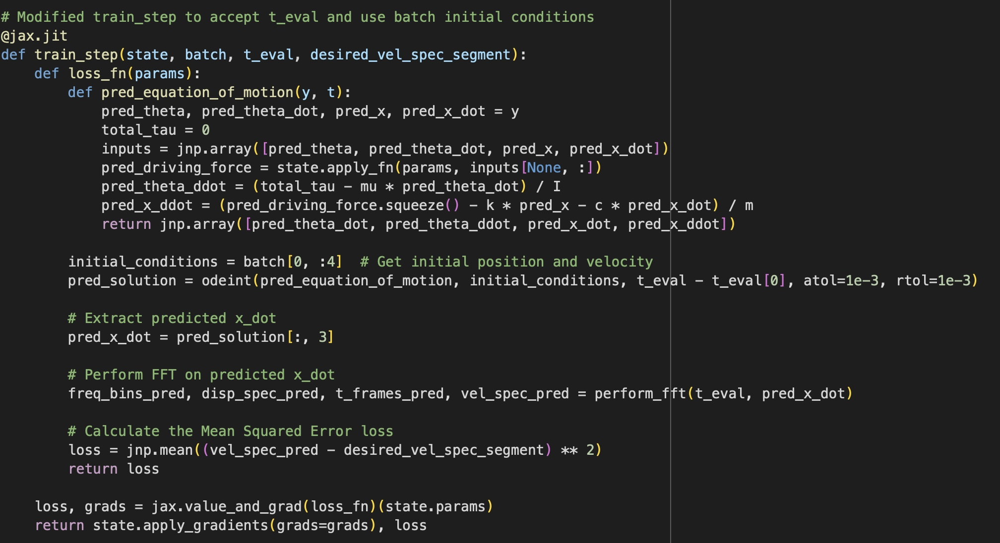 # Modified train_step to accept t_eval and use batch initial conditions
@jax.jit
def train_step(state, batch, t_eval, desired_vel_spec_segment):
    def loss_fn(params):
        def pred_equation_of_motion(y, t):
            pred_theta, pred_theta_dot, pred_x, pred_x_dot = y
            total_tau = 0
            inputs = jnp.array([pred_theta, pred_theta_dot, pred_x, pred_x_dot])
            pred_driving_force = state.apply_fn(params, inputs[None, :])
            pred_theta_ddot = (total_tau - mu * pred_theta_dot) / I
            pred_x_ddot = (pred_driving_force.squeeze() - k * pred_x - c * pred_x_dot) / m
            return jnp.array([pred_theta_dot, pred_theta_ddot, pred_x_dot, pred_x_ddot])

        initial_conditions = batch[0, :4]  # Get initial position and velocity
        pred_solution = odeint(pred_equation_of_motion, initial_conditions, t_eval - t_eval[0], atol=1e-3, rtol=1e-3)

        # Extract predicted x_dot
        pred_x_dot = pred_solution[:, 3]

        # Perform FFT on predicted x_dot
        freq_bins_pred, disp_spec_pred, t_frames_pred, vel_spec_pred = perform_fft(t_eval, pred_x_dot)

        # Calculate the Mean Squared Error loss
        loss = jnp.mean((vel_spec_pred - desired_vel_spec_segment) ** 2)
        return loss

    loss, grads = jax.value_and_grad(loss_fn)(state.params)
    return state.apply_gradients(grads=grads), loss